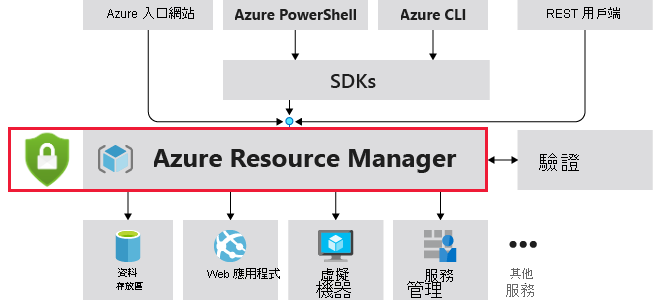 Azure 入口網站
Azure PowerShell
Azure CLI
REST 用戶端
SDKs
Azure Resource Manager
驗證
資料
存放區
Web 應用程式
虛擬
機器
服務
管理
其他
服務